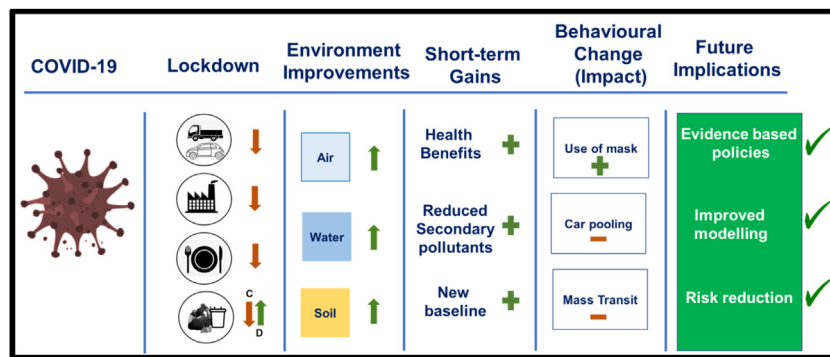 COVID-19
Lockdown
Environment
Improvements
Short-term
Gains
Behavioural
Change
(Impact)
Future
Implications
C
D
Air
Water
Soil
Health
Benefits
Reduced
Secondary
pollutants
New
baseline
Use of mask
Car pooling
Mass Transit
Evidence based
policies
Improved
modelling
Risk reduction